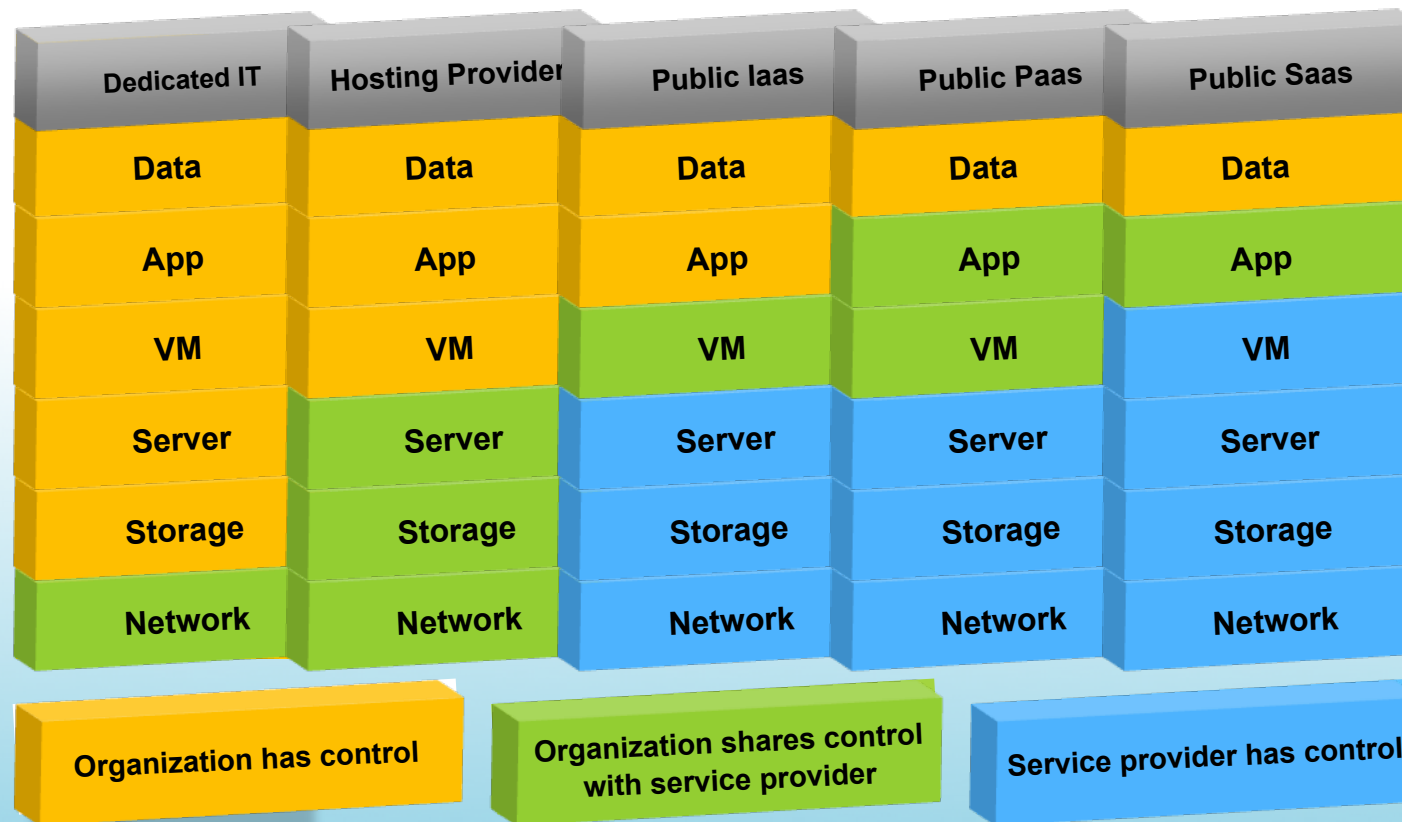 Dedicated IT
Hosting Provider
Public Iaas
Public Paas
Public Saas
Data
Data
Data
Data
Data
App
App
App
App
App
VM
VM
VM
VM
VM
Server
Server
Server
Server
Server
Storage
Storage
Storage
Storage
Storage
Network
Network
Network
Network
Network
Organization has control
Organization shares control
with service provider
Service provider has control